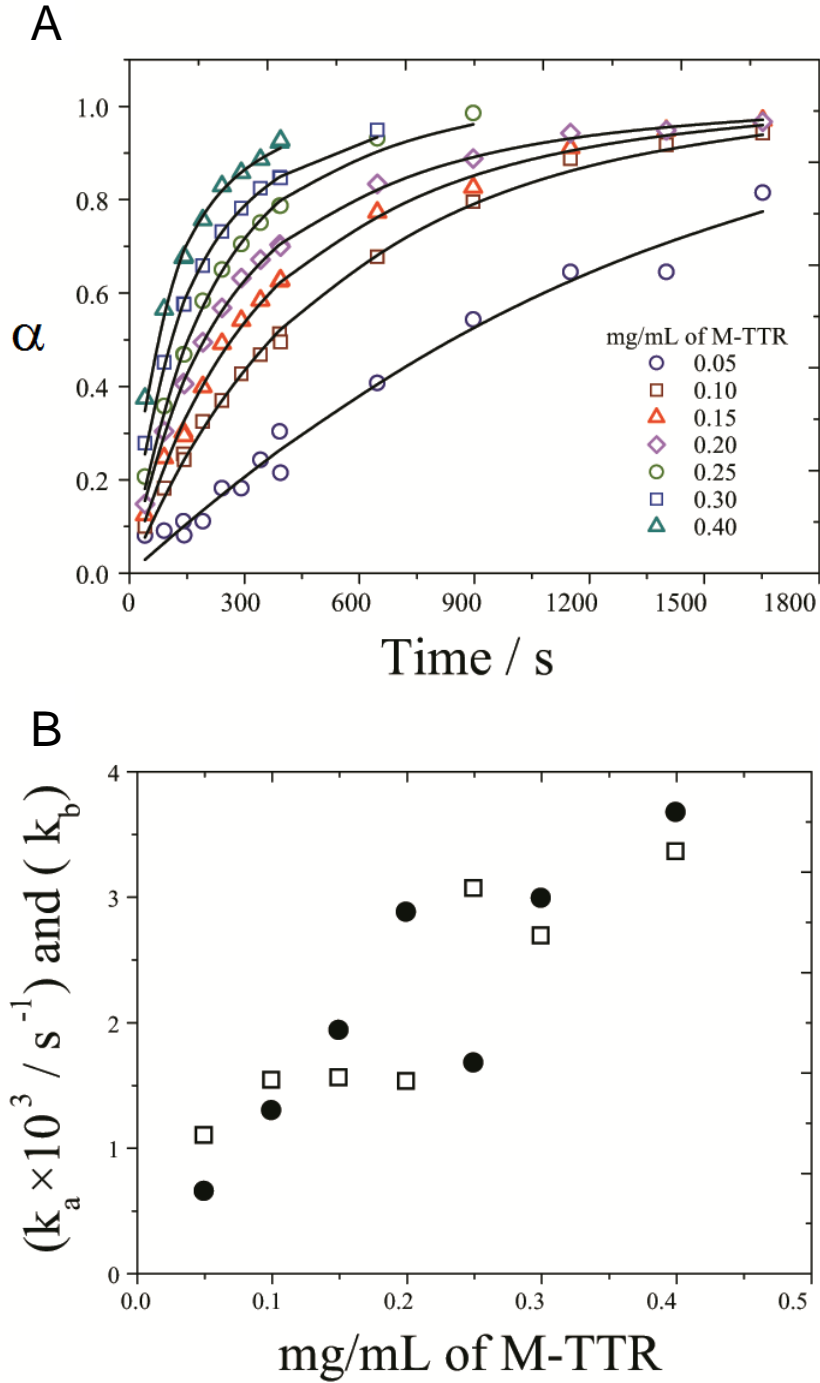 A
α
1.0
0.8
0.6
0.4
0.2
0.0
mg/mL of M-TTR
0.05
0.10
0.15
0.20
0.25
0.30
0.40
0 300 600 900 1200 1500 1800
Time / s
B
(kₐ ×10³ / s⁻¹) and ( k_b)
4
3
2
1
0
0.0 0.1 0.2 0.3 0.4 0.5
mg/mL of M-TTR